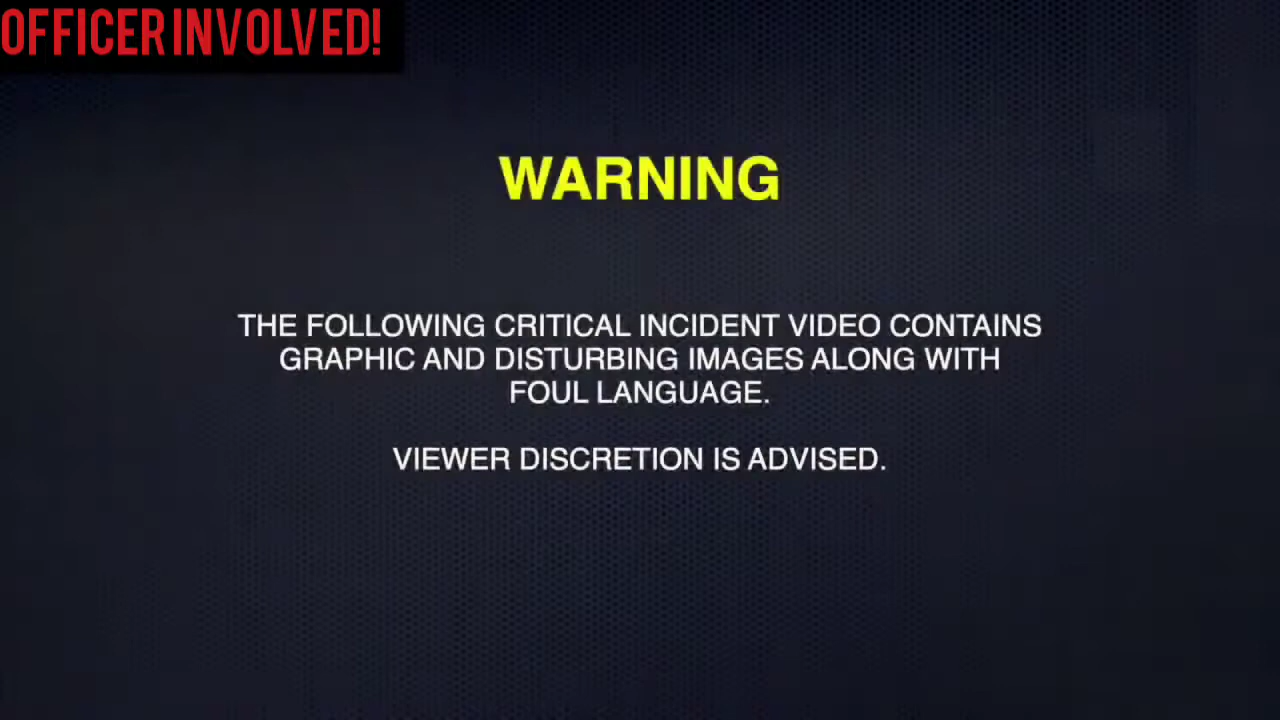 OFFICER INVOLVED!
WARNING
THE FOLLOWING CRITICAL INCIDENT VIDEO CONTAINS
GRAPHIC AND DISTURBING IMAGES ALONG WITH
FOUL LANGUAGE.
VIEWER DISCRETION IS ADVISED.